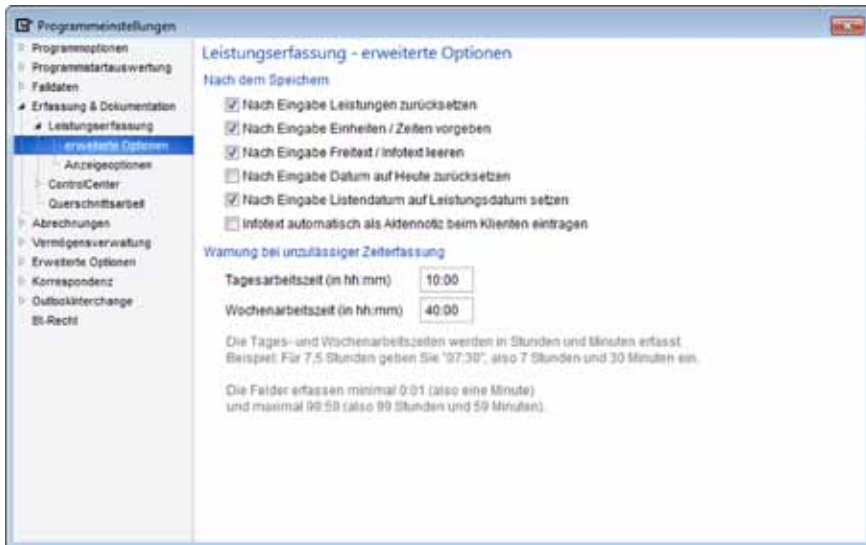 Programmeinstellungen
Programmoptionen
Programmstartauswertung
Falldaten
Erfassung & Dokumentation
Leistungserfassung
erweiterte Optionen
Anzeigeoptionen
ControlCenter
Querschnittsarbeit
Abrechnungen
Vermögensverwaltung
Erweiterte Optionen
Korrespondenz
OutlookInterchange
Bt-Recht
Leistungserfassung - erweiterte Optionen
Nach dem Speichern
Nach Eingabe Leistungen zurücksetzen
Nach Eingabe Einheiten / Zeiten vorgeben
Nach Eingabe Freitext / Infotext leeren
Nach Eingabe Datum auf Heute zurücksetzen
Nach Eingabe Listendatum auf Leistungsdatum setzen
Infotext automatisch als Aktennotiz beim Klienten eintragen
Warnung bei unzulässiger Zeiterfassung
Tagesarbeitszeit (in hh:mm) 10:00
Wochenarbeitszeit (in hh:mm) 40:00
Die Tages- und Wochenarbeitszeiten werden in Stunden und Minuten erfasst.
Beispiel: Für 7,5 Stunden geben Sie "07:30", also 7 Stunden und 30 Minuten ein.
Die Felder erfassen minimal 0:01 (also eine Minute)
und maximal 99:59 (also 99 Stunden und 59 Minuten).